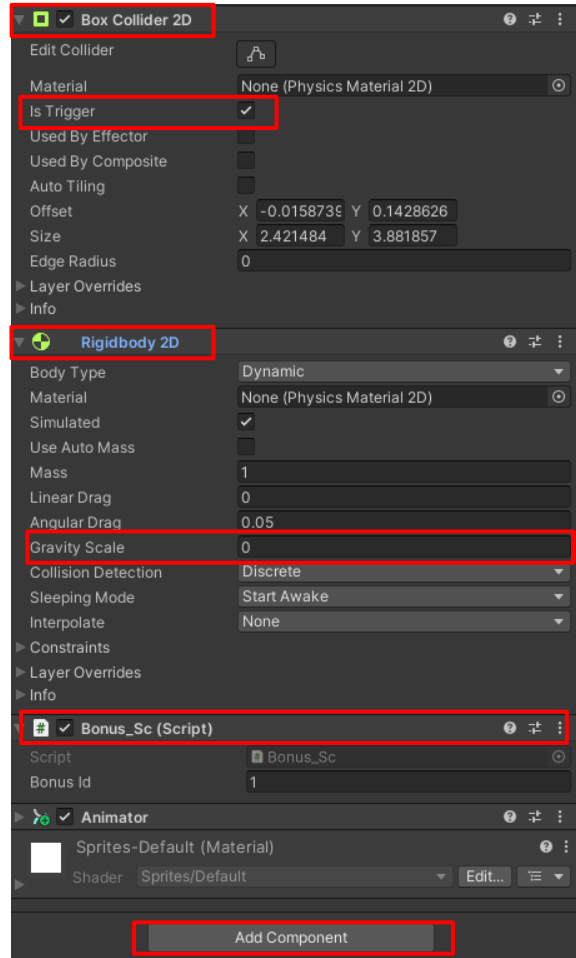 Box Collider 2D
Edit Collider
Material None (Physics Material 2D)
Is Trigger
Used By Effector
Used By Composite
Auto Tiling
Offset X -0.0158739 Y 0.1428626
Size X 2.421484 Y 3.881857
Edge Radius 0
Layer Overrides
Info
Rigidbody 2D
Body Type Dynamic
Material None (Physics Material 2D)
Simulated
Use Auto Mass
Mass 1
Linear Drag 0
Angular Drag 0.05
Gravity Scale 0
Collision Detection Discrete
Sleeping Mode Start Awake
Interpolate None
Constraints
Layer Overrides
Info
# Bonus_Sc (Script)
Script Bonus_Sc
Bonus Id 1
Animator
Sprites-Default (Material)
Shader Sprites/Default Edit...
Add Component